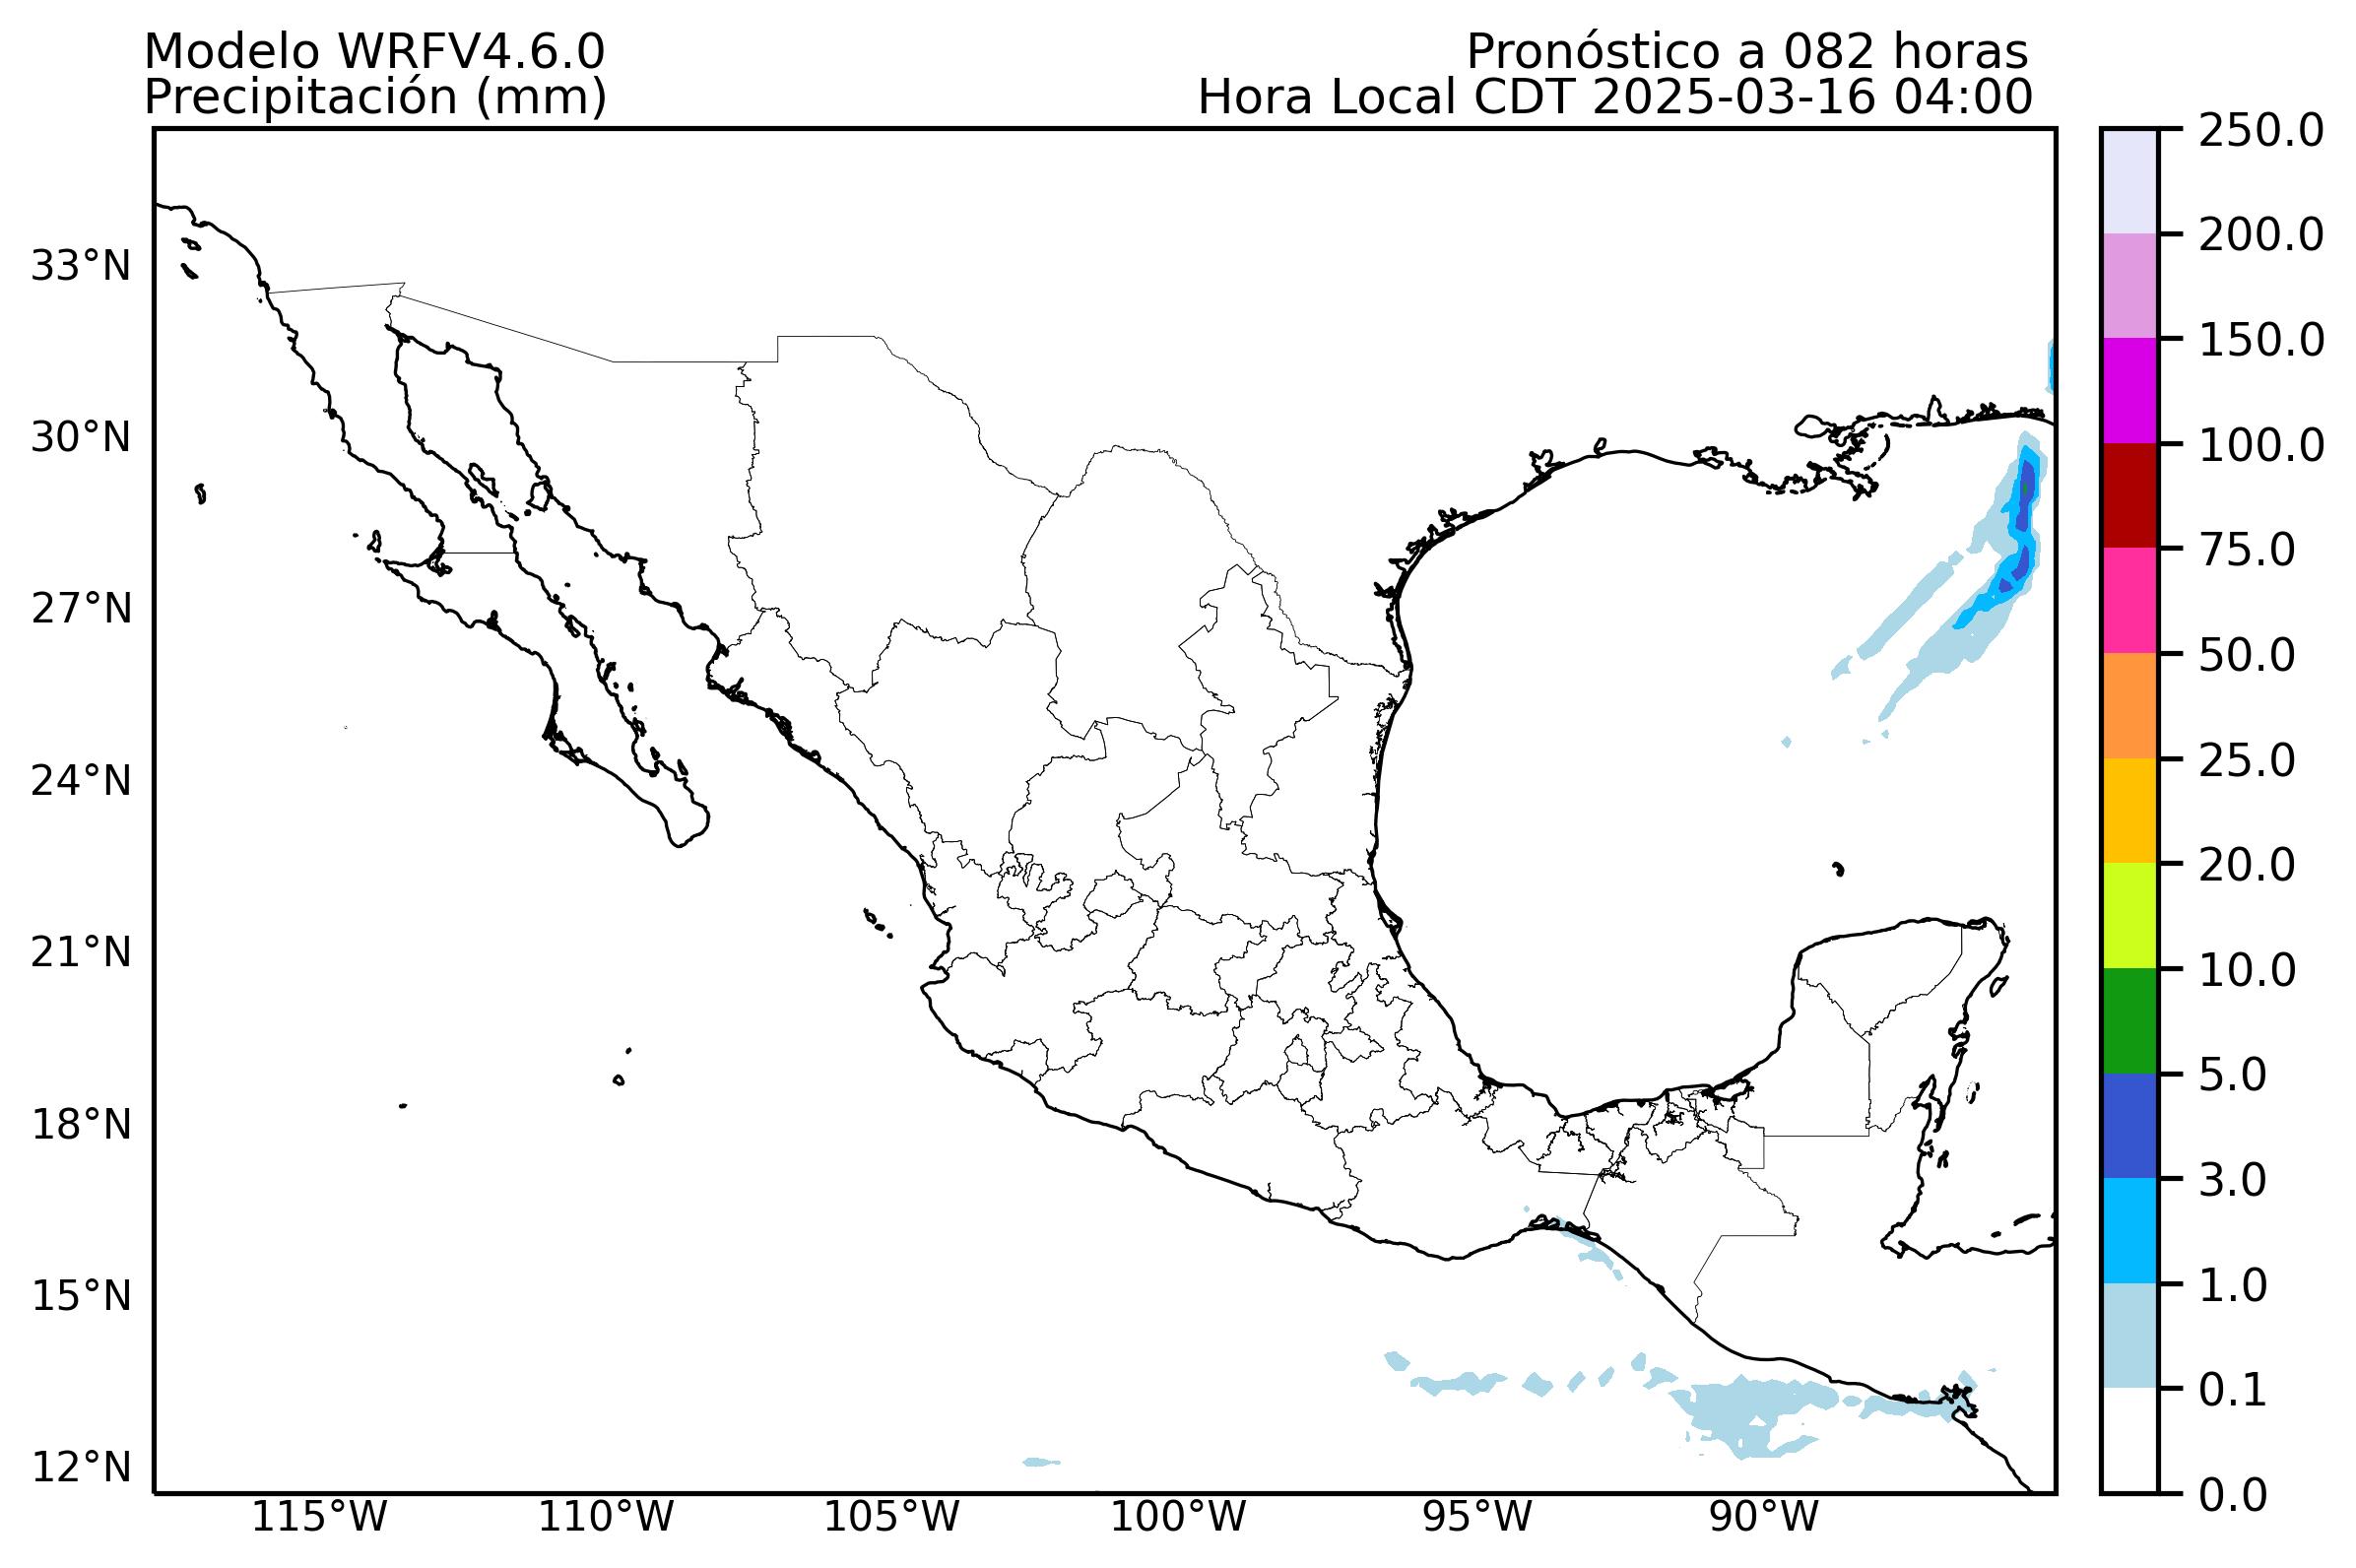 Modelo WRFV4.6.0
Precipitación (mm)
Pronóstico a 082 horas
Hora Local CDT 2025-03-16 04:00
33°N
30°N
27°N
24°N
21°N
18°N
15°N
12°N
115°W
110°W
105°W
100°W
95°W
90°W
250.0
200.0
150.0
100.0
75.0
50.0
25.0
20.0
10.0
5.0
3.0
1.0
0.1
0.0